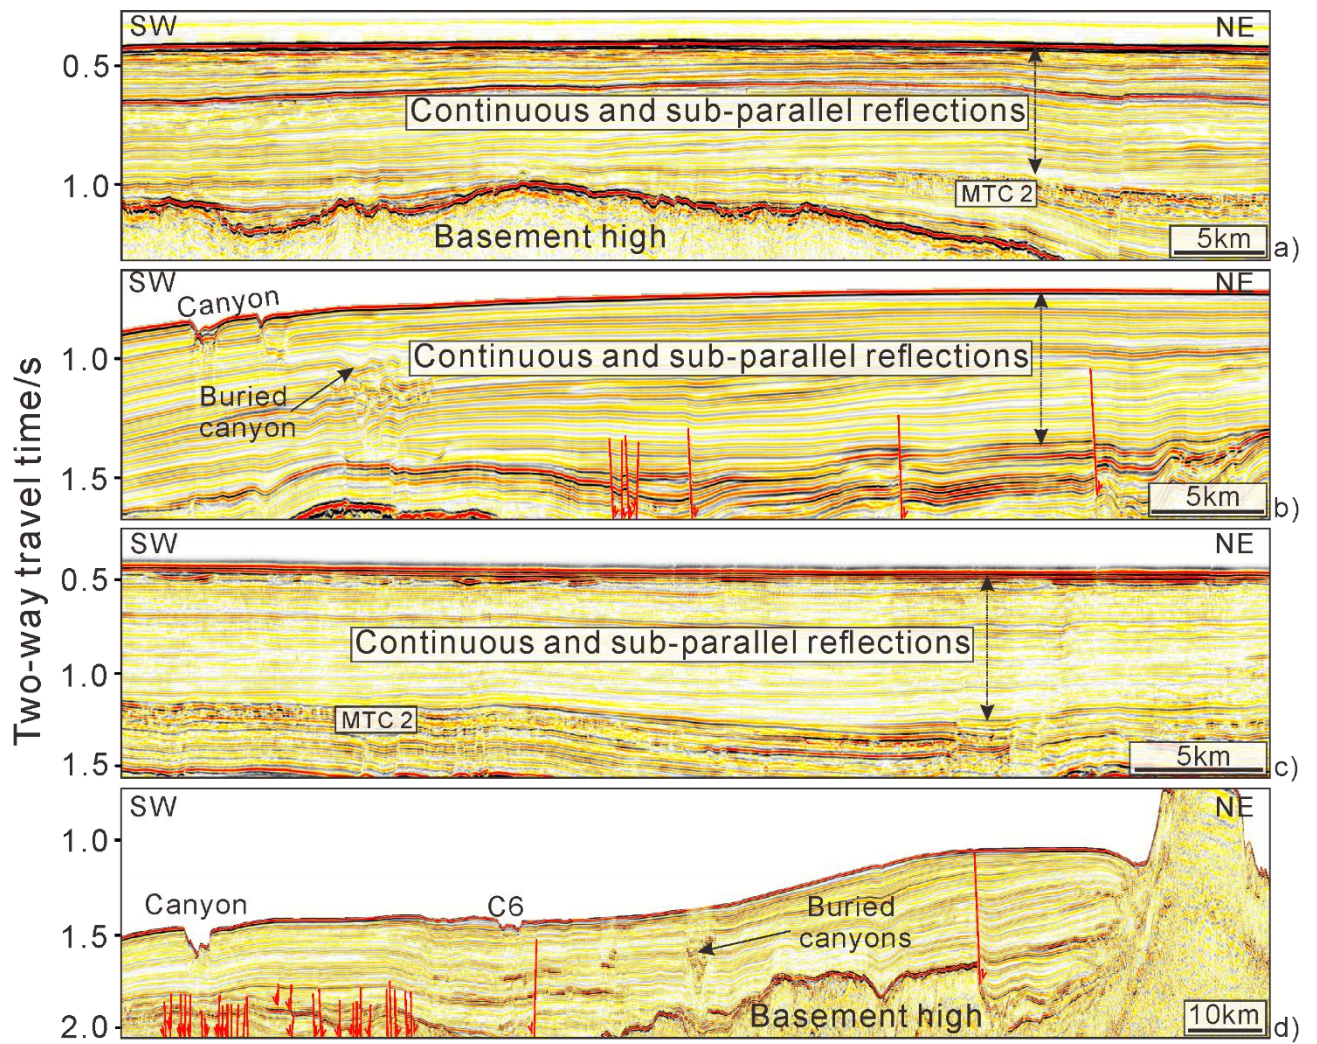 Two-way travel time/s
SW
NE
0.5
Continuous and sub-parallel reflections
1.0
MTC 2
Basement high
5km
a)
SW
NE
Canyon
1.0
Continuous and sub-parallel reflections
Buried
canyon
1.5
5km
b)
SW
NE
0.5
Continuous and sub-parallel reflections
1.0
MTC 2
1.5
5km
c)
SW
NE
1.0
Canyon
C6
Buried
canyons
1.5
Basement high
2.0
10km
d)